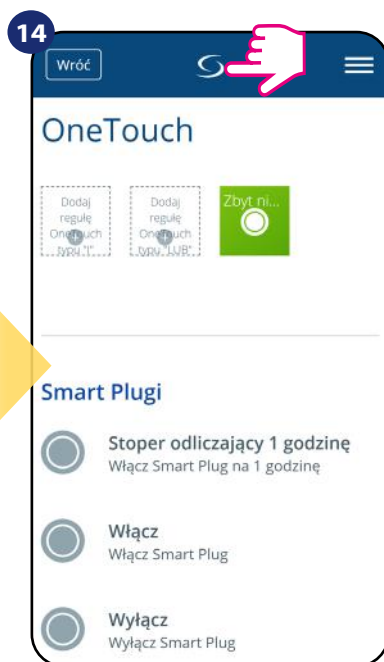 14
Wróć
OneTouch
Dodaj
regułę
OneTouch
typu "I"
Dodaj
regułę
OneTouch
typu "LUB"
Zbyt ni...
Smart Plugi
Stoper odliczający 1 godzinę
Włącz Smart Plug na 1 godzinę
Włącz
Włącz Smart Plug
Wyłącz
Wyłącz Smart Plug